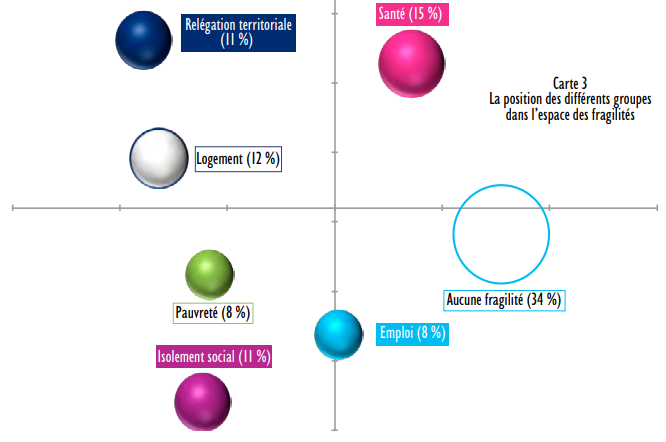 Relégation territoriale
(11 %)
Santé (15 %)
Carte 3
La position des différents groupes
dans l'espace des fragilités
Logement (12 %)
Aucune fragilité (34 %)
Pauvreté (8 %)
Emploi (8 %)
Isolement social (11 %)